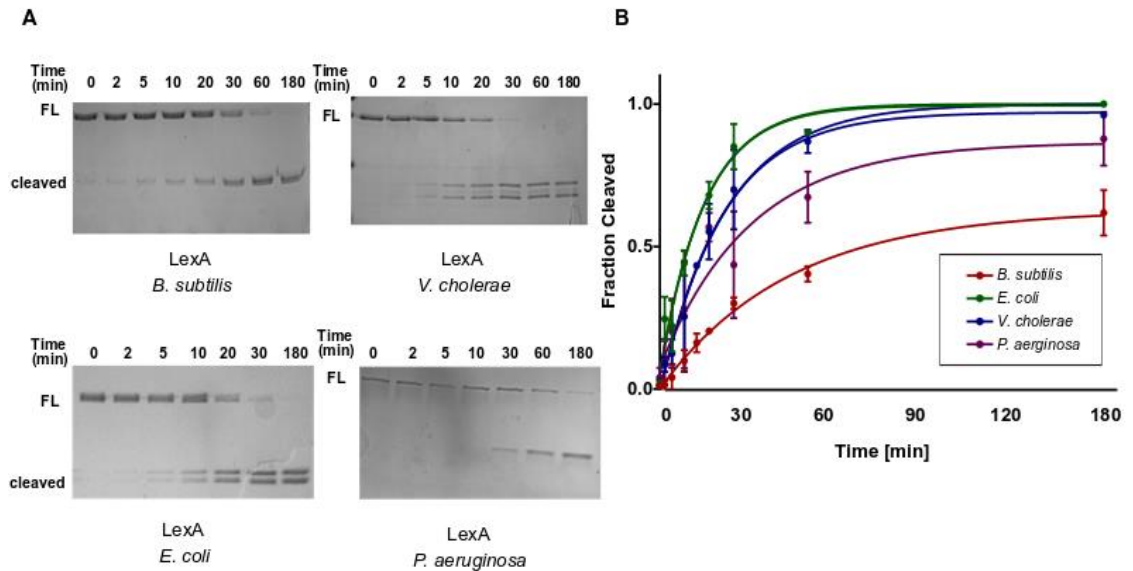 A
Time
(min) 0 2 5 10 20 30 60 180
FL
cleaved
LexA
B. subtilis
Time
(min) 0 2 5 10 20 30 60 180
FL
LexA
V. cholerae
Time
(min) 0 2 5 10 20 30 180
FL
cleaved
LexA
E. coli
Time
(min) 0 2 5 10 30 60 180
FL
LexA
P. aeruginosa
B
Fraction Cleaved
1.0
0.5
0.0
0 30 60 90 120 180
Time [min]
B. subtilis
E. coli
V. cholerae
P. aerginosa